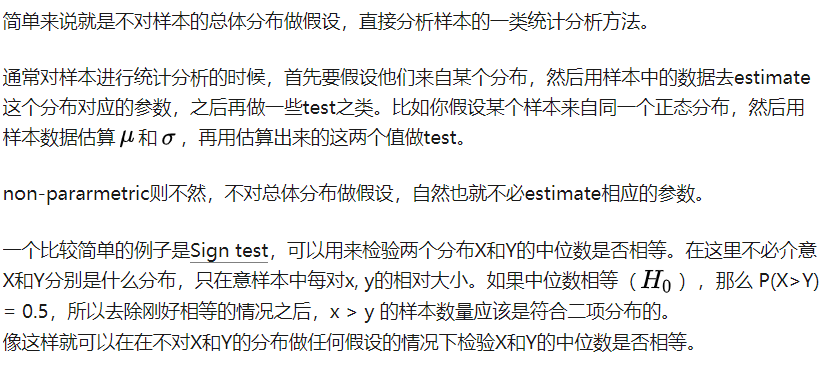 简单来说就是不对样本的总体分布做假设，直接分析样本的一类统计分析方法。
通常对样本进行统计分析的时候，首先要假设他们来自某个分布，然后用样本中的数据去estimate
这个分布对应的参数，之后再做一些test之类。比如你假设某个样本来自同一个正态分布，然后用
样本数据估算 μ 和 σ ，再用估算出来的这两个值做test。
non-pararmetric则不然，不对总体分布做假设，自然也就不必estimate相应的参数。
一个比较简单的例子是Sign test，可以用来检验两个分布X和Y的中位数是否相等。在这里不必介意
X和Y分别是什么分布，只在意样本中每对x, y的相对大小。如果中位数相等（ H₀ ），那么 P(X>Y)
= 0.5，所以去除刚好相等的情况之后，x > y 的样本数量应该是符合二项分布的。
像这样就可以在在不对X和Y的分布做任何假设的情况下检验X和Y的中位数是否相等。